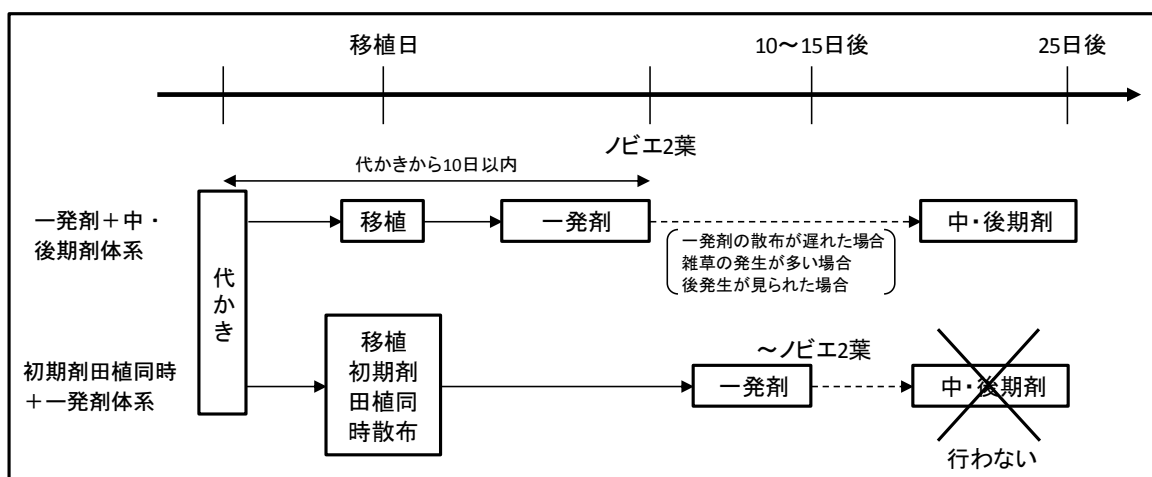 移植日
10～15日後
25日後
ノビエ2葉
代かきから10日以内
一発剤＋中・
後期剤体系
代かき
移植
一発剤
中・後期剤
一発剤の散布が遅れた場合
雑草の発生が多い場合
後発生が見られた場合
初期剤田植同時
＋一発剤体系
移植
初期剤
田植同
時散布
～ノビエ2葉
一発剤
中・後期剤
行わない